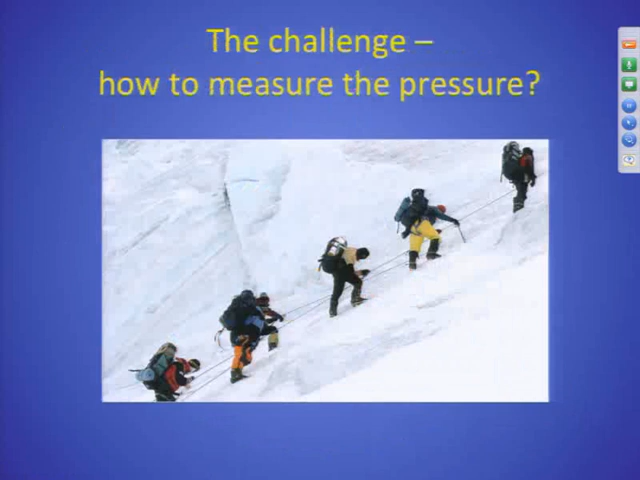 The challenge –
how to measure the pressure?